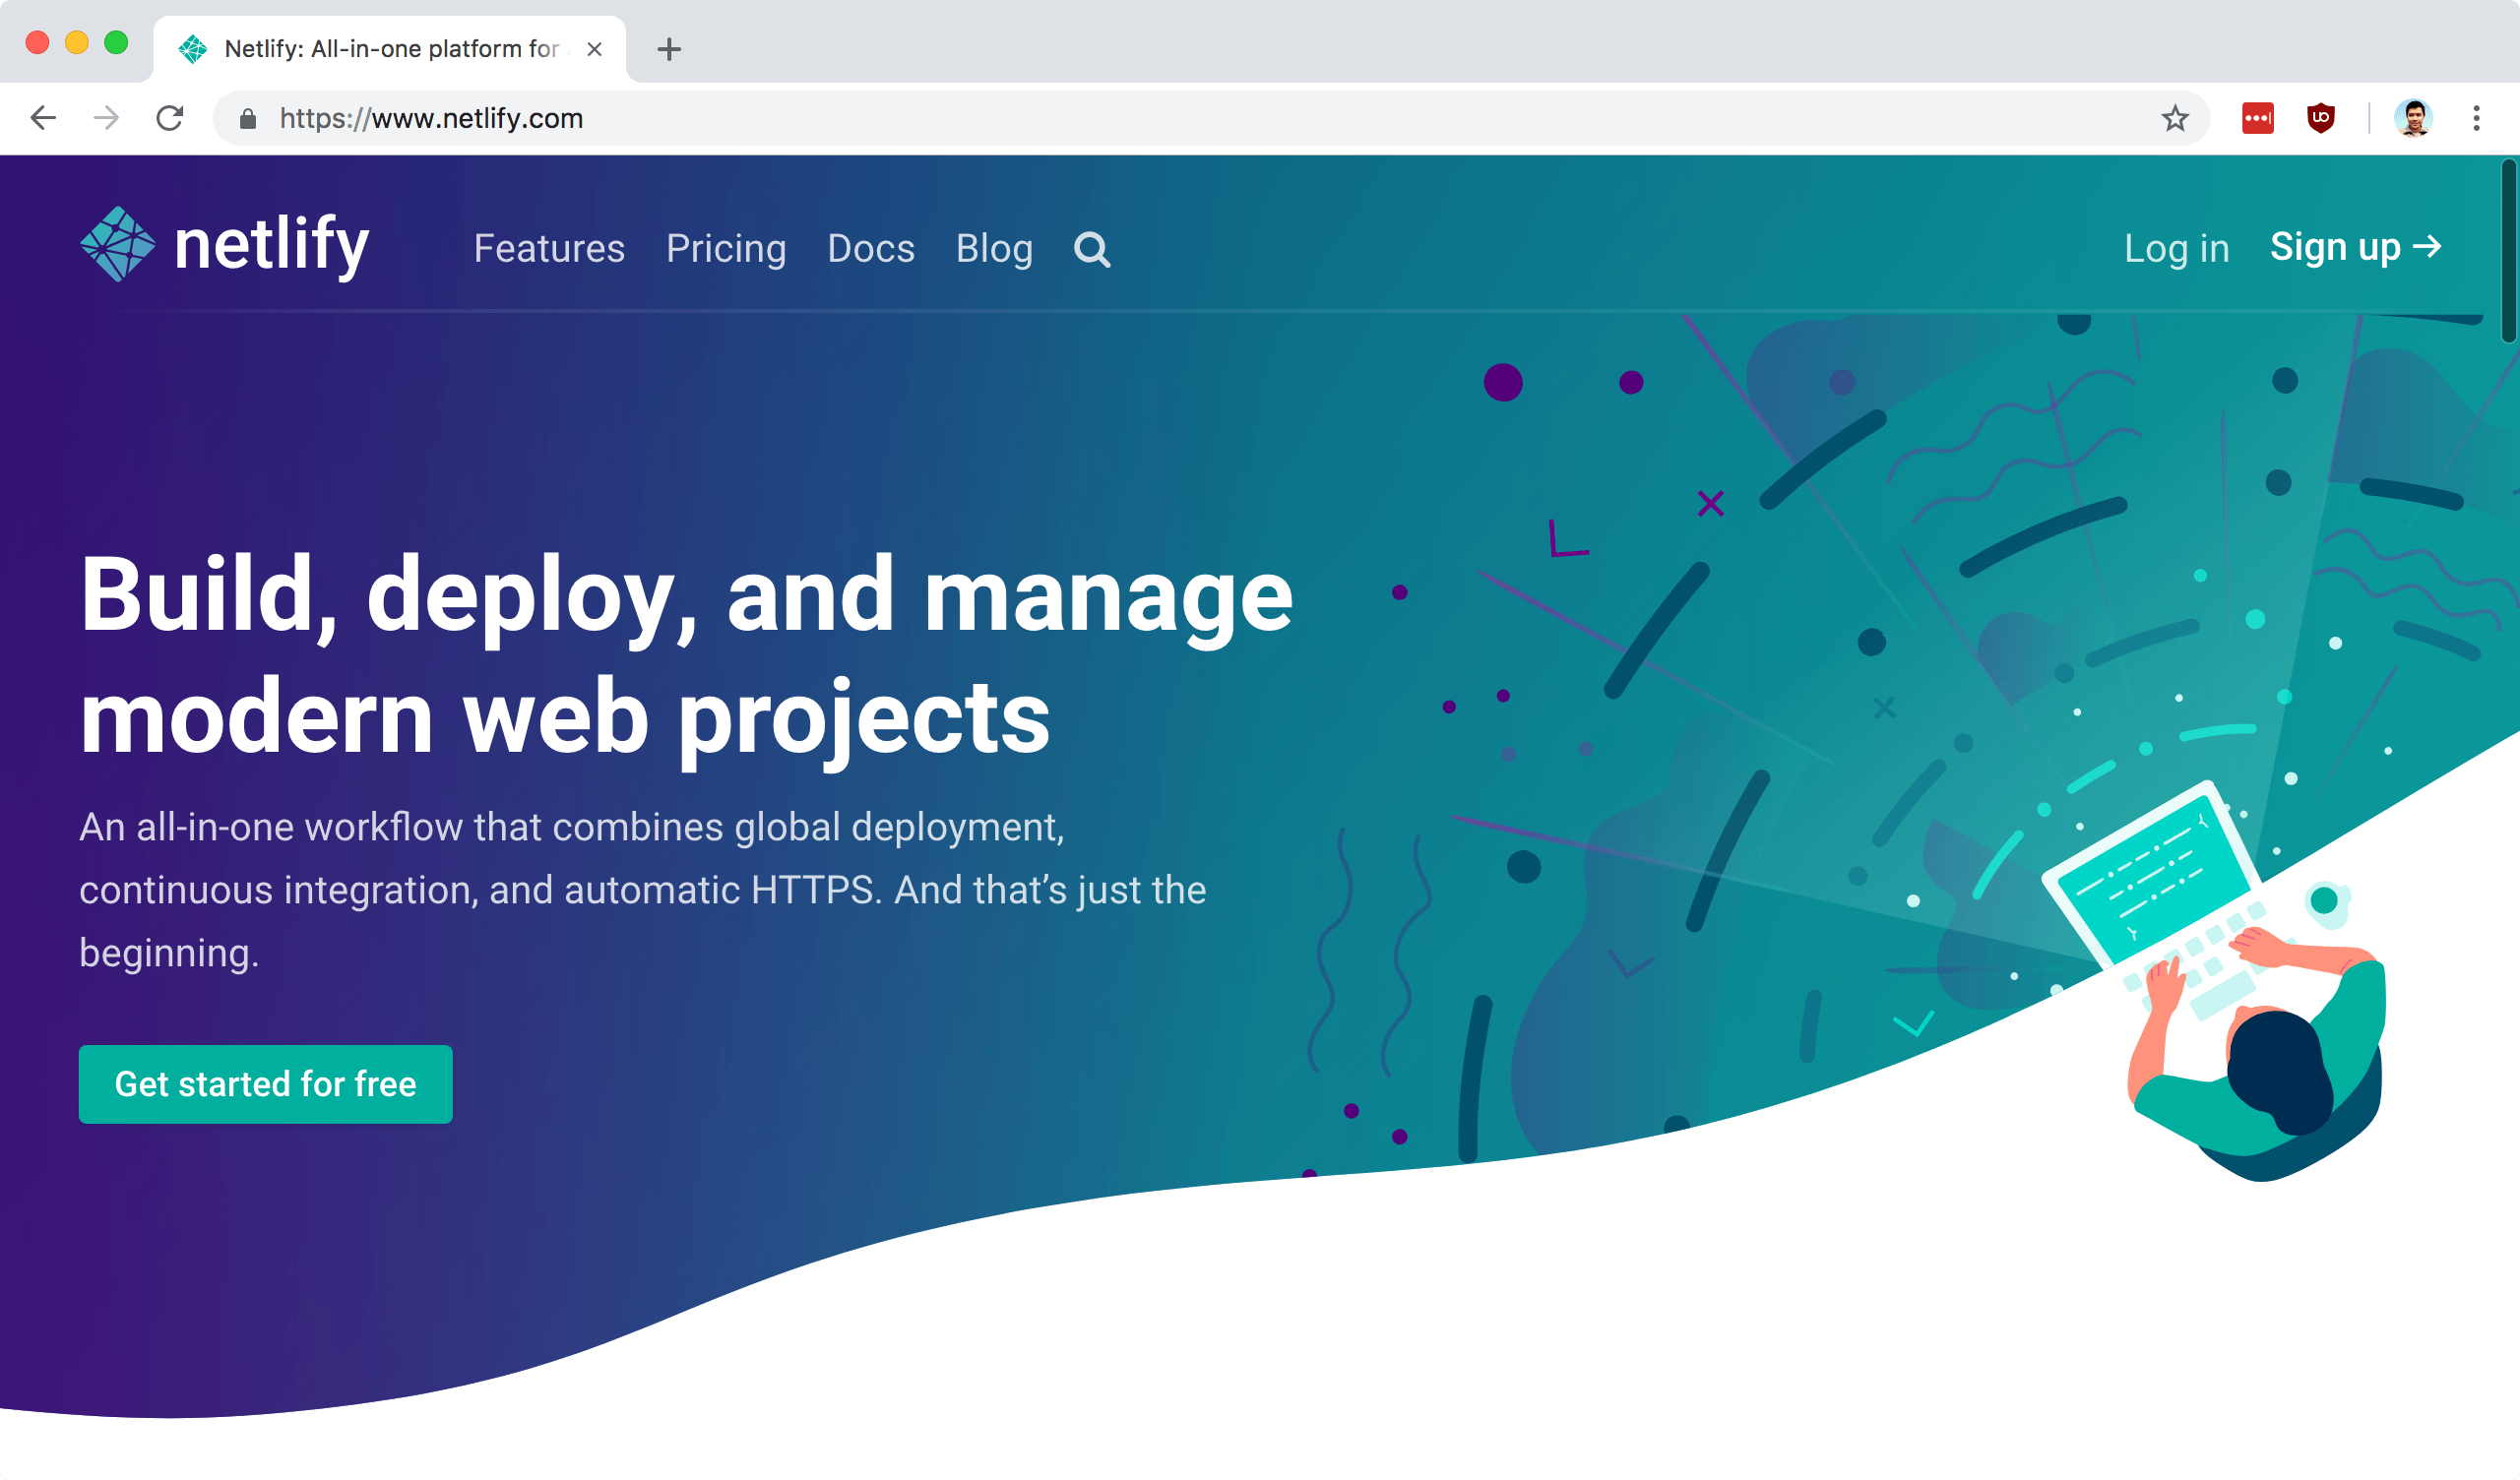 Netlify: All-in-one platform for
https://www.netlify.com
netlify
Features Pricing Docs Blog
Log in Sign up →
Build, deploy, and manage
modern web projects
An all-in-one workflow that combines global deployment,
continuous integration, and automatic HTTPS. And that’s just the
beginning.
Get started for free